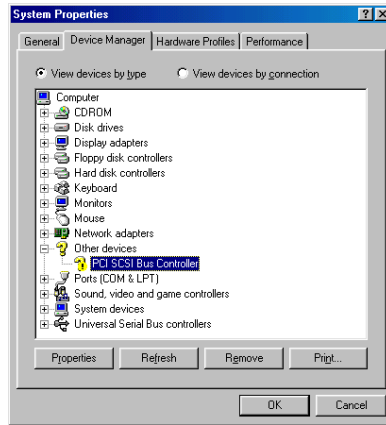 System Properties
General Device Manager Hardware Profiles Performance
View devices by type View devices by connection
Computer
CDROM
Disk drives
Display adapters
Floppy disk controllers
Hard disk controllers
Keyboard
Monitors
Mouse
Network adapters
Other devices
PCI SCSI Bus Controller
Ports (COM & LPT)
Sound, video and game controllers
System devices
Universal Serial Bus controllers
Properties Refresh Remove Print...
OK Cancel